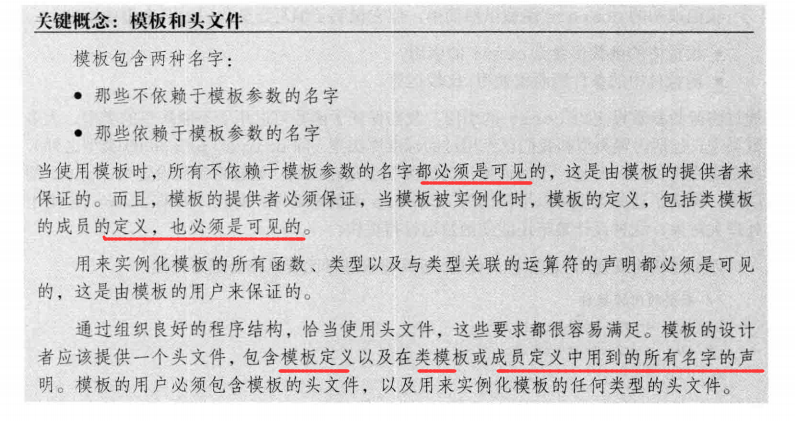 关键概念：模板和头文件
模板包含两种名字：
● 那些不依赖于模板参数的名字
● 那些依赖于模板参数的名字
当使用模板时，所有不依赖于模板参数的名字都必须是可见的，这是由模板的提供者来
保证的。而且，模板的提供者必须保证，当模板被实例化时，模板的定义，包括类模板
的成员的定义，也必须是可见的。
用来实例化模板的所有函数、类型以及与类型关联的运算符的声明都必须是可见
的，这是由模板的用户来保证的。
通过组织良好的程序结构，恰当使用头文件，这些要求都很容易满足。模板的设计
者应该提供一个头文件，包含模板定义以及在类模板或成员定义中用到的所有名字的声
明。模板的用户必须包含模板的头文件，以及用来实例化模板的任何类型的头文件。